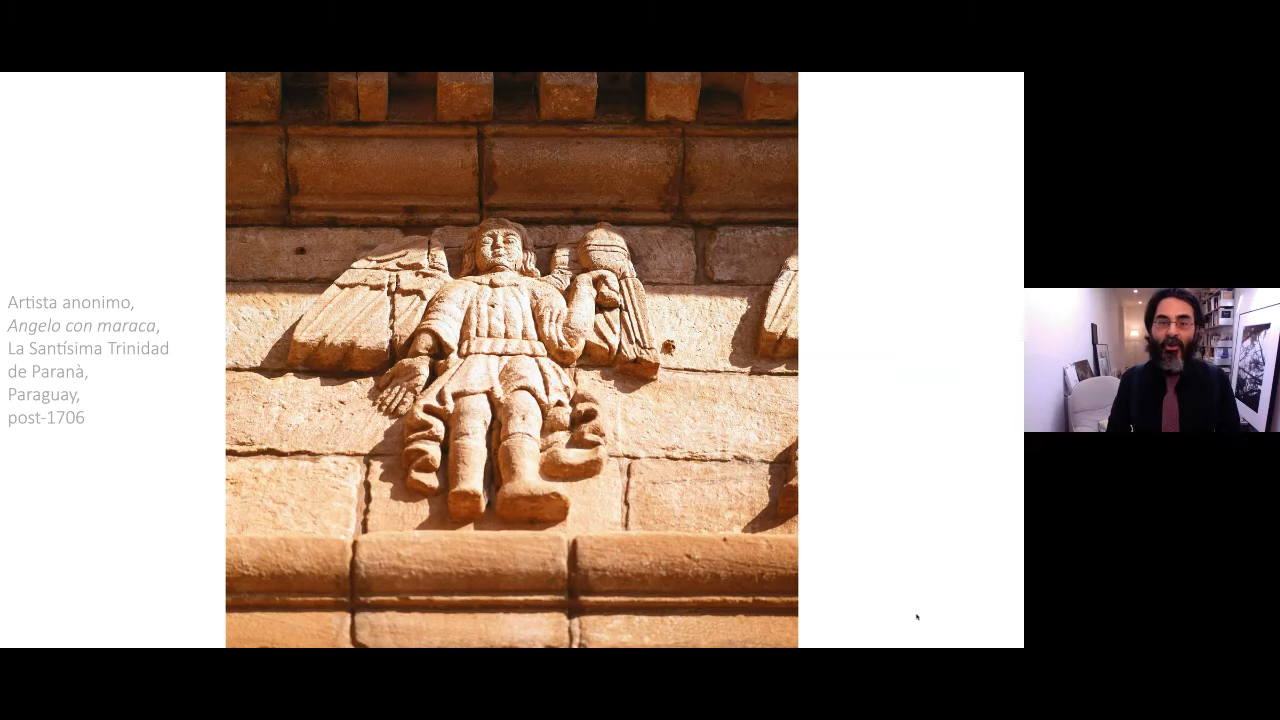 Artista anonimo,
Angelo con maraca,
La Santísima Trinidad
de Paranà,
Paraguay,
post-1706